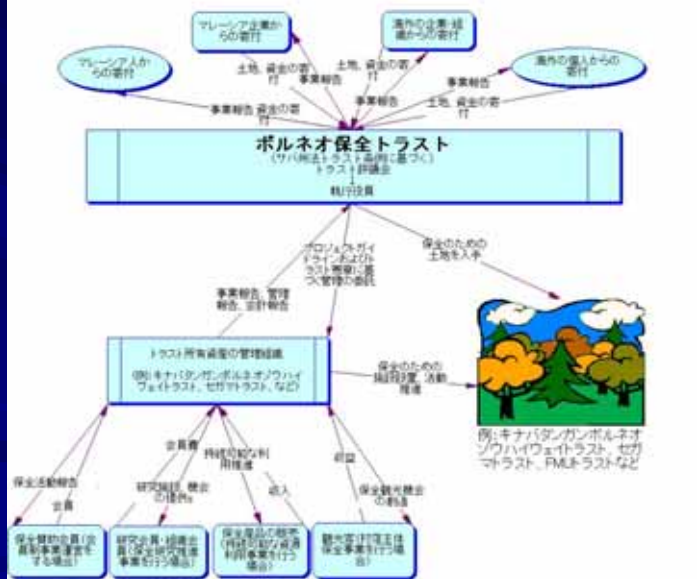 マレーシア企業か
らの寄付
海外の企業・組
織からの寄付
マレーシア人か
らの寄付
海外の個人からの
寄付
土地、資金の寄
付
土地、資金の寄
付
事業報告
事業報告
事業報告
資金の寄
付
事業報告
土地、資金の寄
付
ボルネオ保全トラスト
(サバ州法トラスト条例に基づく)
トラスト評議会
執行役員
プロジェクトガイ
ドラインおよびト
ラスト憲章に基
づく管理の委託
保全のための
土地を入手
事業報告、管理
報告、会計報告
トラスト所有資産の管理組織
(例:キナバタンガンボルネオゾウハイ
ウェイトラスト、セガマトラスト、など)
保全のための
施設設置、活動
推進
例:キナバタンガンボルネオ
ゾウハイウェイトラスト、セガ
マトラスト、FMUトラストなど
保全活動報告
会員
会員費
研究施設、機会
の提供
持続可能な利
用推進
収入
収益
保全観光機会
の創造
保全賛助会員(会
員制事業運営を
する場合)
研究会員・組織会
員(保全研究推進
事業を行う場合)
保全産品の販売
(持続可能な資源
利用事業を行う
場合)
観光客(村落主体
保全事業を行う場
合)